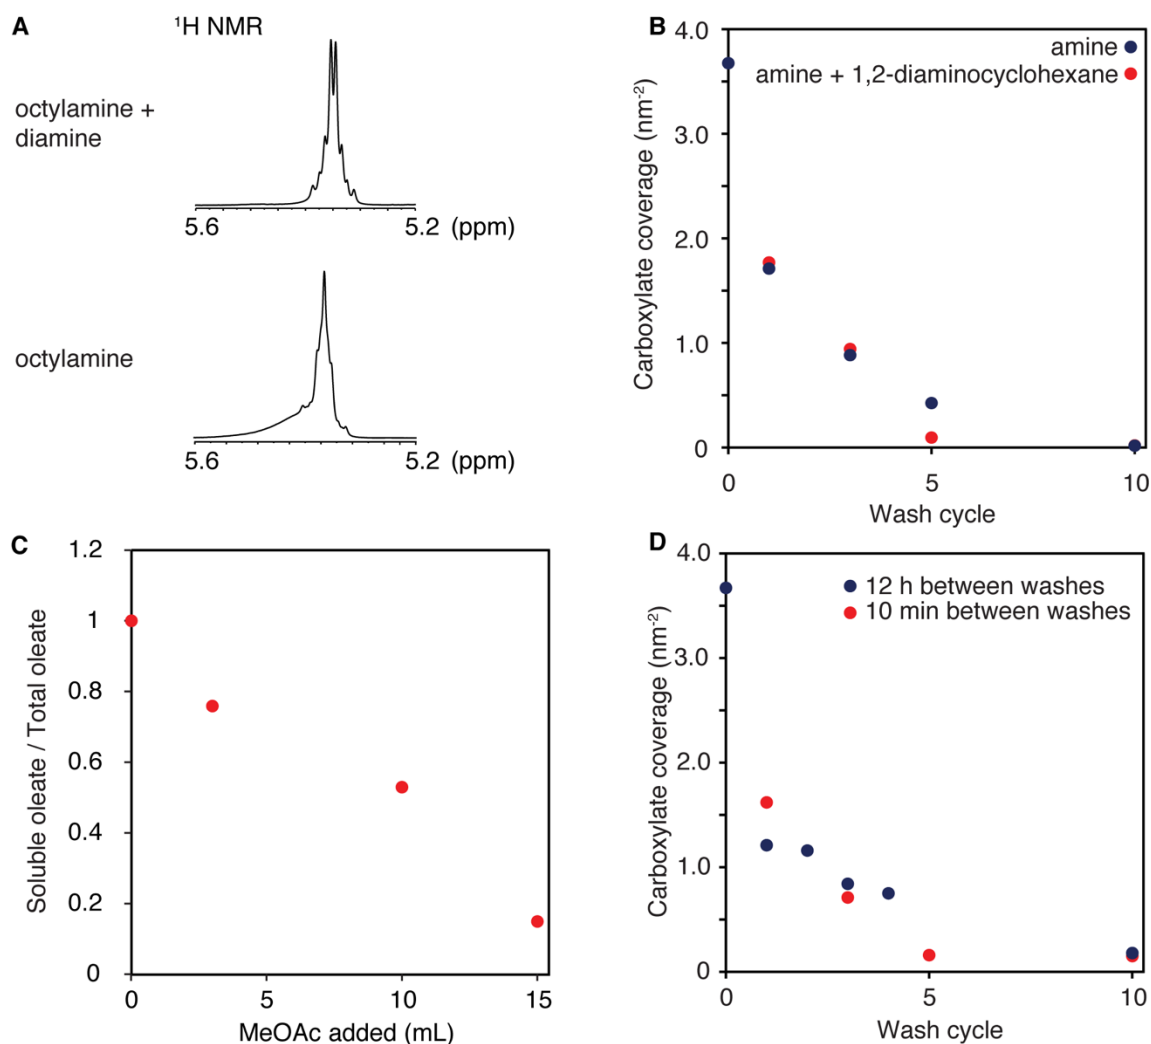 A
¹H NMR
octylamine +
diamine
5.6
5.2 (ppm)
octylamine
5.6
5.2 (ppm)
B
Carboxylate coverage (nm⁻²)
4.0
3.0
2.0
1.0
0
amine
amine + 1,2-diaminocyclohexane
0
5
10
Wash cycle
C
Soluble oleate / Total oleate
1.2
1
0.8
0.6
0.4
0.2
0
0
5
10
15
MeOAc added (mL)
D
Carboxylate coverage (nm⁻²)
4.0
3.0
2.0
1.0
0
12 h between washes
10 min between washes
0
5
10
Wash cycle